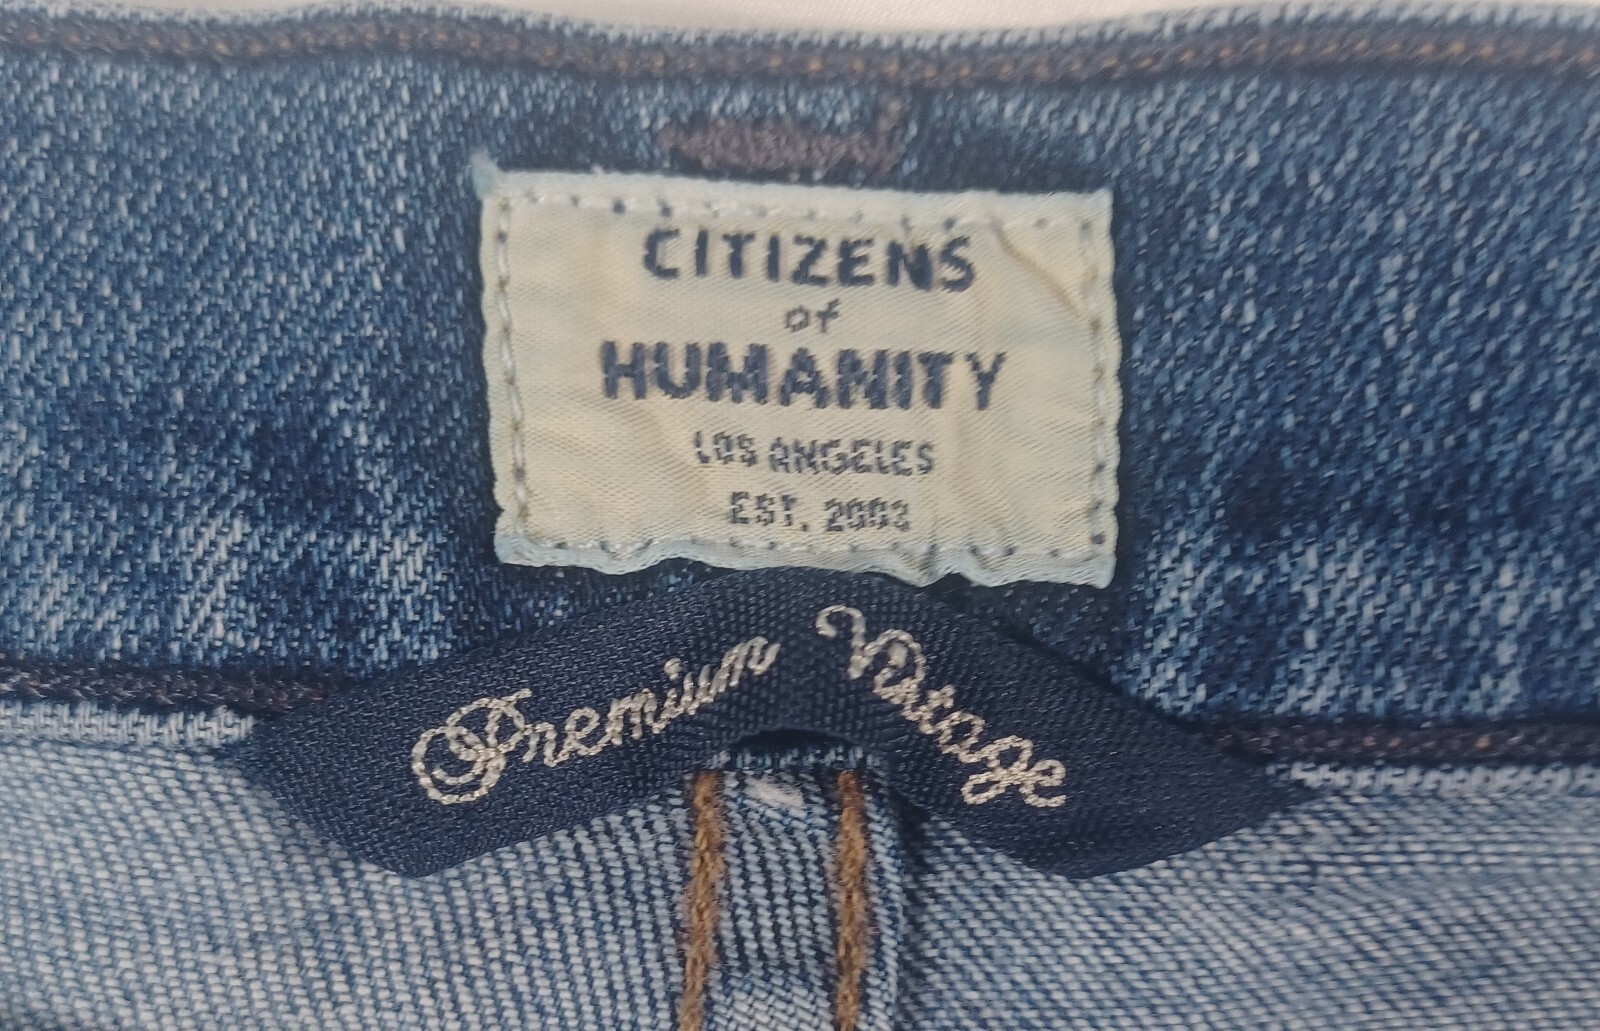 CITIZENS
of
HUMANITY
LOS ANGELES
EST. 2003
Premium Vintage